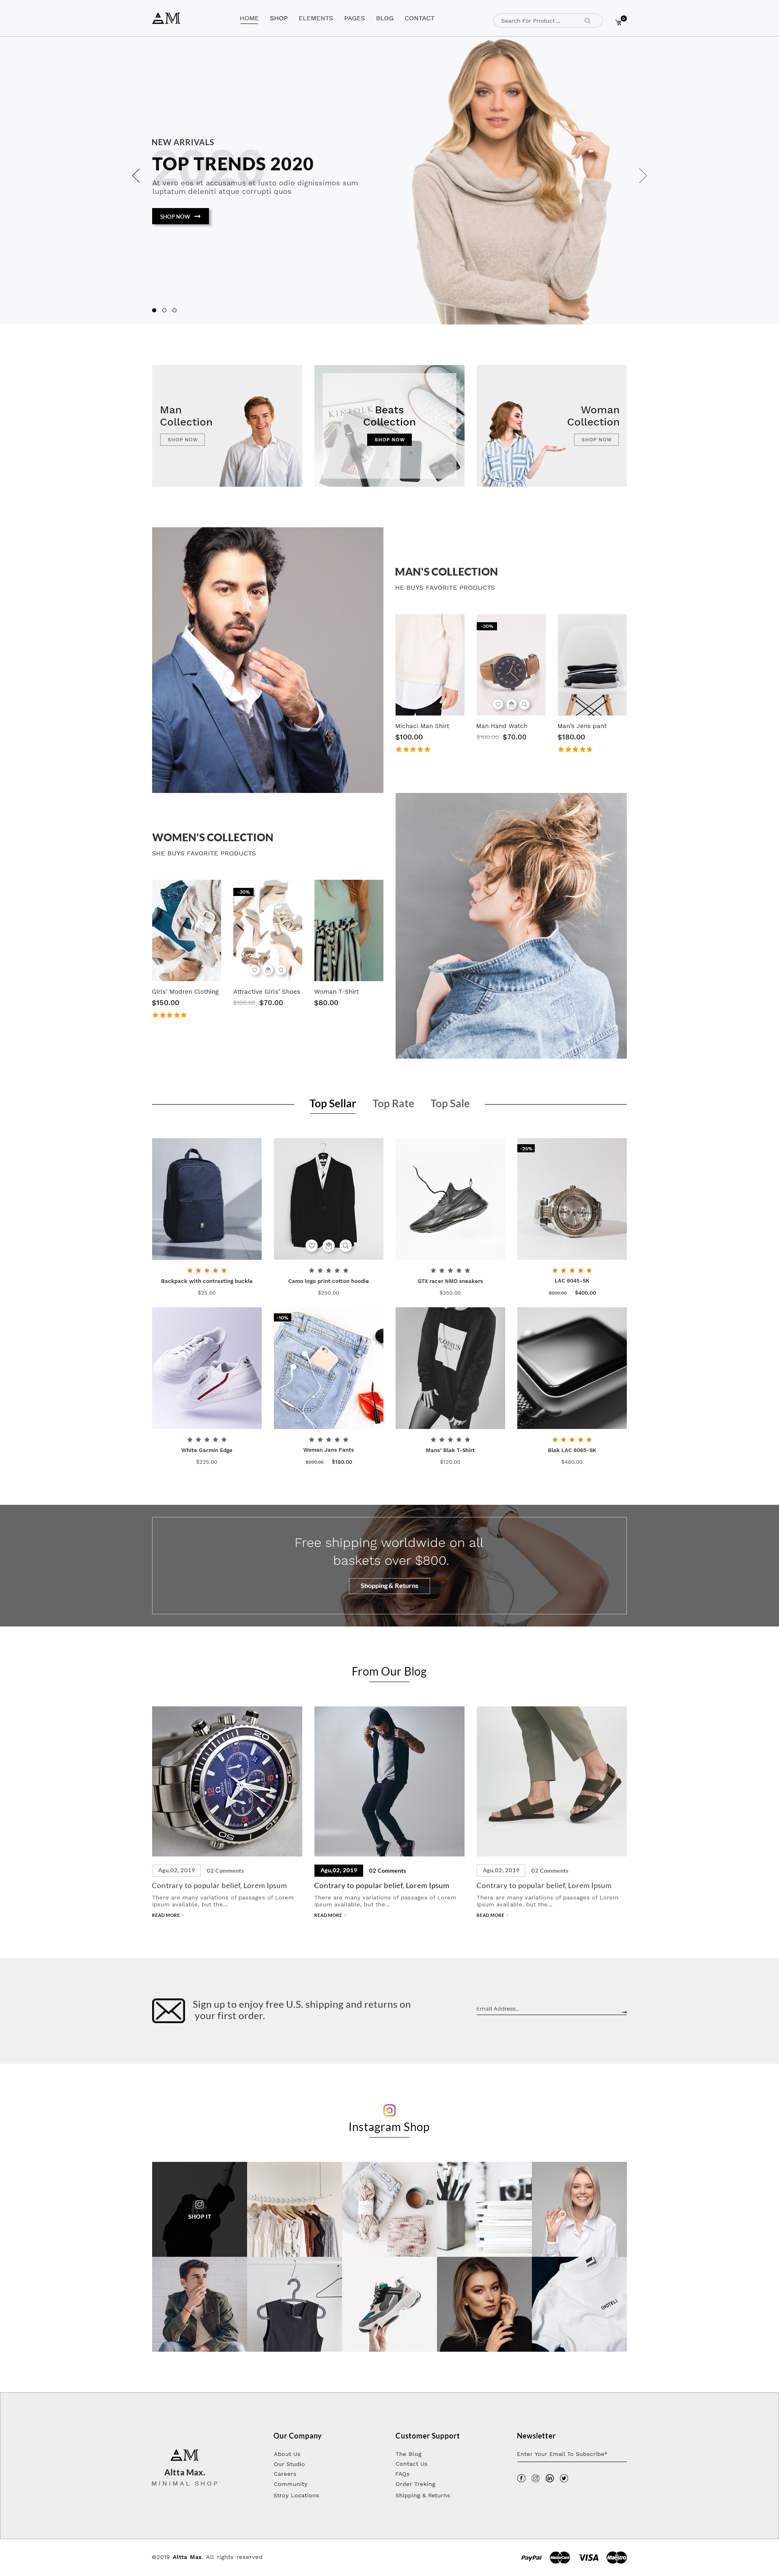 AM
HOME SHOP ELEMENTS PAGES BLOG CONTACT
Search For Product...
0
NEW ARRIVALS
2020
TOP TRENDS 2020
At vero eos et accusamus et iusto odio dignissimos sum
luptatum deleniti atque corrupti quos
SHOP NOW
Man
Collection
SHOP NOW
KINFOLK
Beats
Collection
SHOP NOW
Woman
Collection
SHOP NOW
MAN'S COLLECTION
HE BUYS FAVORITE PRODUCTS
-30%
Michacl Man Shirt
$100.00
Man Hand Watch
$100.00 $70.00
Man's Jens pant
$180.00
WOMEN'S COLLECTION
SHE BUYS FAVORITE PRODUCTS
-30%
Girls' Modren Clothing
$150.00
Attractive Girls' Shoes
$100.00 $70.00
Woman T-Shirt
$80.00
Top Sellar Top Rate Top Sale
-25%
Backpack with contrasting buckle
$25.00
Camo logo print cotton hoodie
$250.00
GTX racer NMD sneakers
$350.00
LAC 6045-SK
$600.00 $400.00
-10%
White Garmin Edge
$225.00
Woman Jans Pants
$200.00 $180.00
Mans' Blak T-Shirt
$120.00
Blak LAC 6065-SK
$480.00
Free shipping worldwide on all
baskets over $800.
Shopping & Returns
From Our Blog
Agu,02, 2019 02 Comments
Contrary to popular belief, Lorem Ipsum
There are many variations of passages of Lorem
Ipsum available, but the...
READ MORE
Agu,02, 2019 02 Comments
Contrary to popular belief, Lorem Ipsum
There are many variations of passages of Lorem
Ipsum available, but the...
READ MORE
Agu,02, 2019 02 Comments
Contrary to popular belief, Lorem Ipsum
There are many variations of passages of Lorem
Ipsum available, but the...
READ MORE
Sign up to enjoy free U.S. shipping and returns on
your first order.
Email Address..
Instagram Shop
SHOP IT
(HOTEL)
AM
Altta Max.
MINIMAL SHOP
Our Company
About Us
Our Studio
Careers
Community
Stroy Locations
Customer Support
The Blog
Contact Us
FAQs
Order Treking
Shipping & Returns
Newsletter
Enter Your Email To Subscribe*
©2019 Altta Max. All rights reserved
PayPal MasterCard VISA Maestro